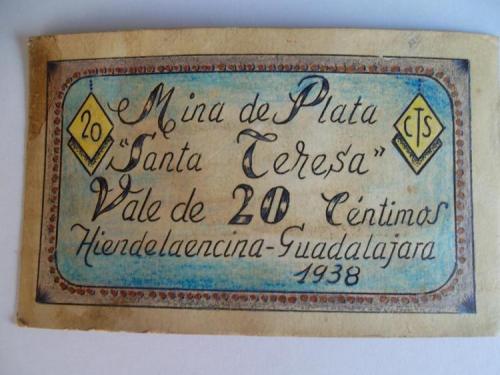 Mina de Plata
20
CTS
"Santa Teresa"
Vale de 20 Céntimos
Hiendelaencina-Guadalajara
1938